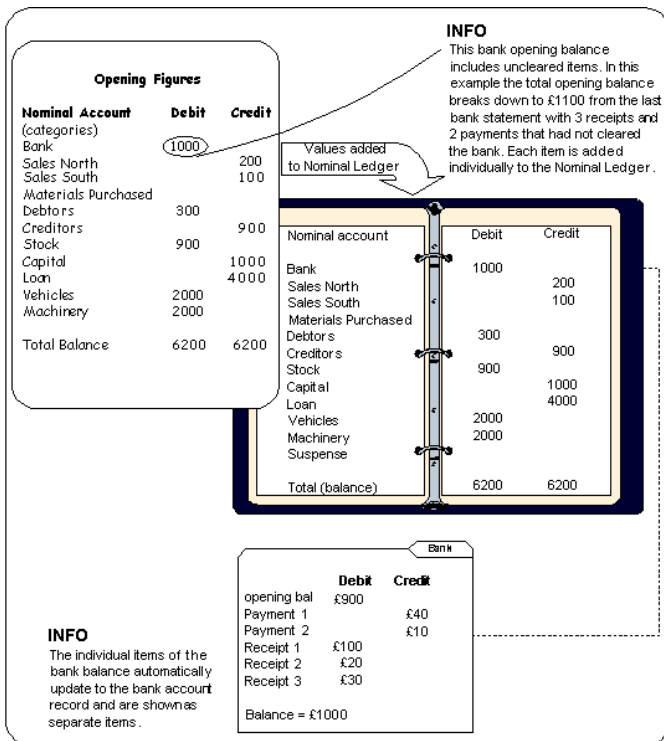 INFO
This bank opening balance
includes uncleared items. In this
example the total opening balance
breaks down to £1100 from the last
bank statement with 3 receipts and
2 payments that had not cleared
the bank. Each item is added
individually to the Nominal Ledger.
Opening Figures
Nominal Account Debit Credit
(categories)
Bank 1000
Sales North 200
Sales South 100
Materials Purchased
Debtors 300
Creditors 900
Stock 900
Capital 1000
Loan 4000
Vehicles 2000
Machinery 2000
Total Balance 6200 6200
Values added
to Nominal Ledger
Nominal account Debit Credit
Bank 1000
Sales North 200
Sales South 100
Materials Purchased
Debtors 300
Creditors 900
Stock 900
Capital 1000
Loan 4000
Vehicles 2000
Machinery 2000
Suspense
Total (balance) 6200 6200
Bank
Debit Credit
opening bal £900
Payment 1 £40
Payment 2 £10
Receipt 1 £100
Receipt 2 £20
Receipt 3 £30
Balance = £1000
INFO
The individual items of the
bank balance automatically
update to the bank account
record and are shown as
separate items.